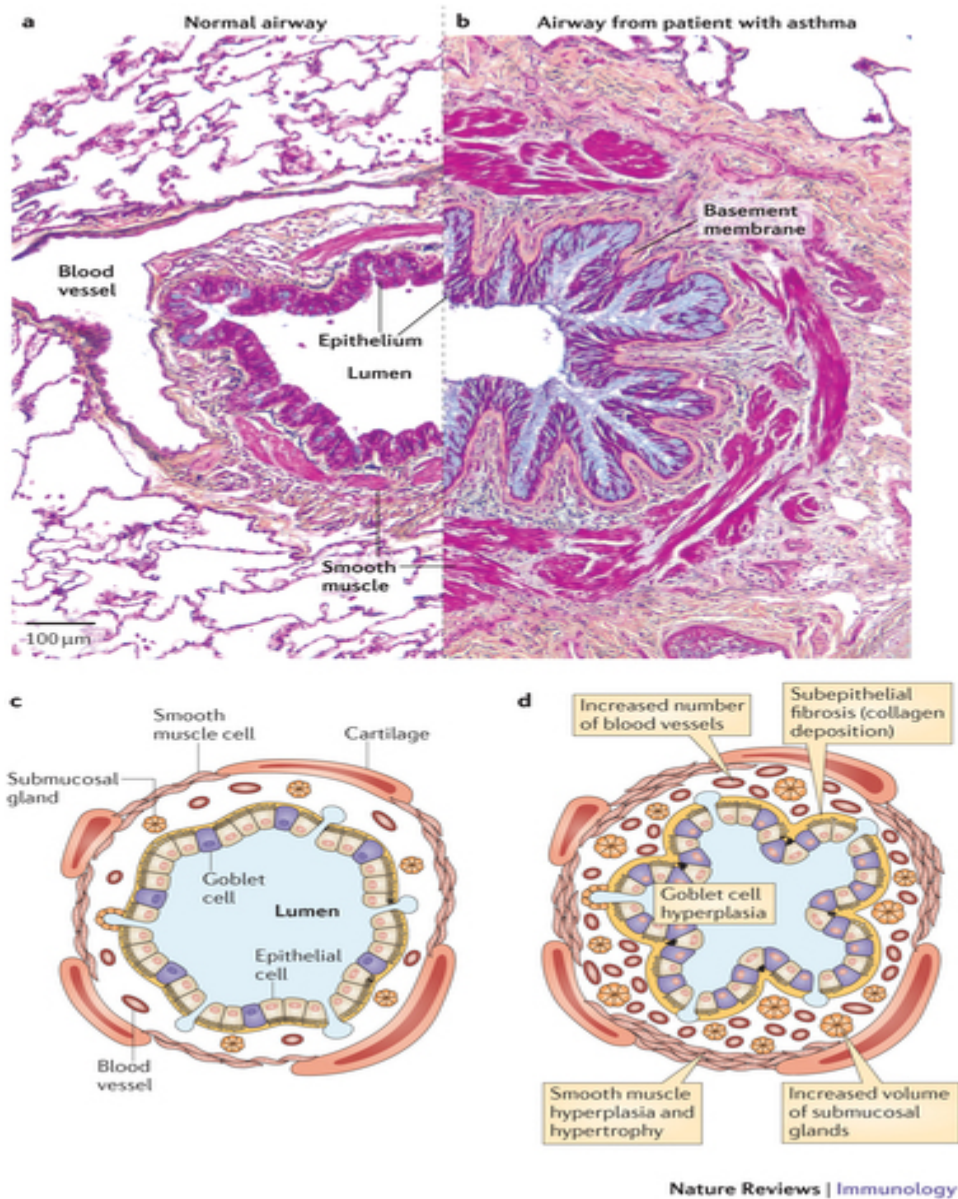 a
Normal airway
b
Airway from patient with asthma
Basement
membrane
Blood
vessel
Epithelium
Lumen
Smooth
muscle
100 μm
c
Smooth
muscle cell
Cartilage
Submucosal
gland
Goblet
cell
Lumen
Epithelial
cell
Blood
vessel
d
Increased number
of blood vessels
Subepithelial
fibrosis (collagen
deposition)
Goblet cell
hyperplasia
Smooth muscle
hyperplasia and
hypertrophy
Increased volume
of submucosal
glands
Nature Reviews | Immunology